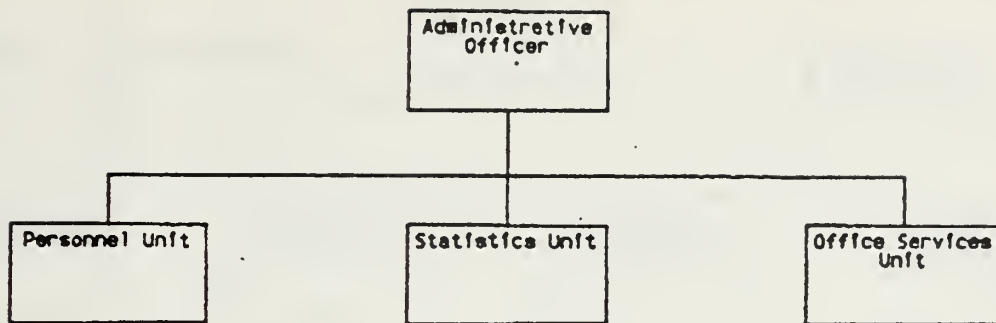 Administrative
Officer
Personnel Unit
Statistics Unit
Office Services
Unit